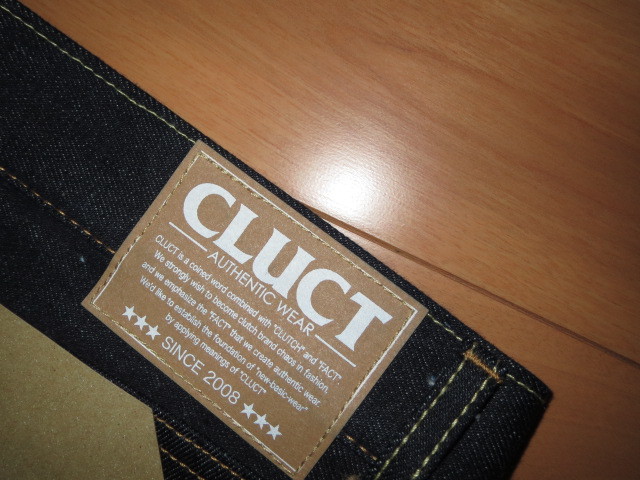 CLUCT
AUTHENTIC WEAR
CLUCT is a coined word combined with "CLUTCH" and "FACT"
We strongly wish to become clutch brand chaos in fashion,
and we emphasize the "FACT" that we create authentic wear.
We'd like to establish the foundation of "new-basic-wear"
by applying meanings of "CLUCT"
★★★ SINCE 2008 ★★★